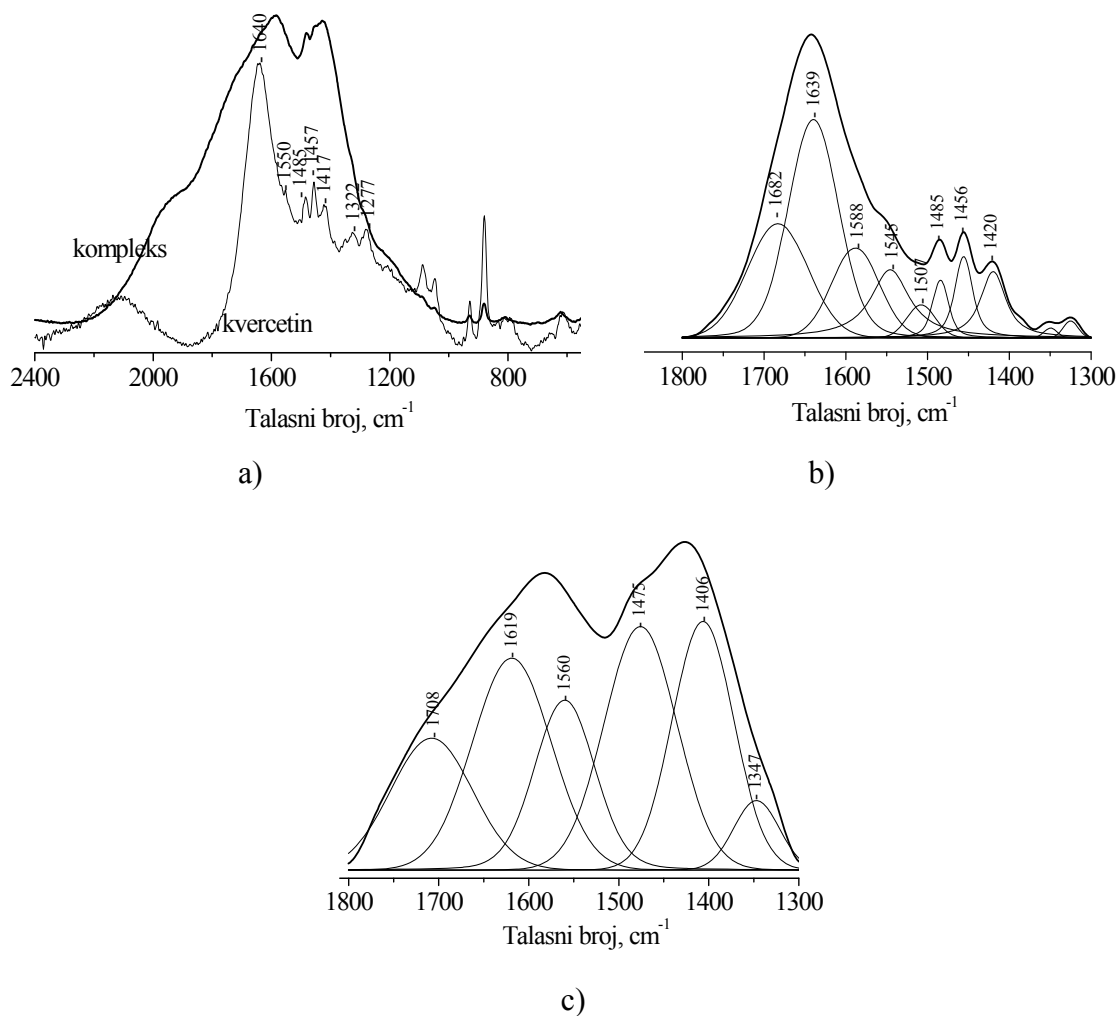 1640
1550
1485
1457
1417
1322
1277
kompleks
kvercetin
2400 2000 1600 1200 800
Talasni broj, cm-1
a)
1682
1639
1588
1545
1507
1485
1456
1420
1800 1700 1600 1500 1400 1300
Talasni broj, cm-1
b)
1708
1619
1560
1475
1406
1347
1800 1700 1600 1500 1400 1300
Talasni broj, cm-1
c)